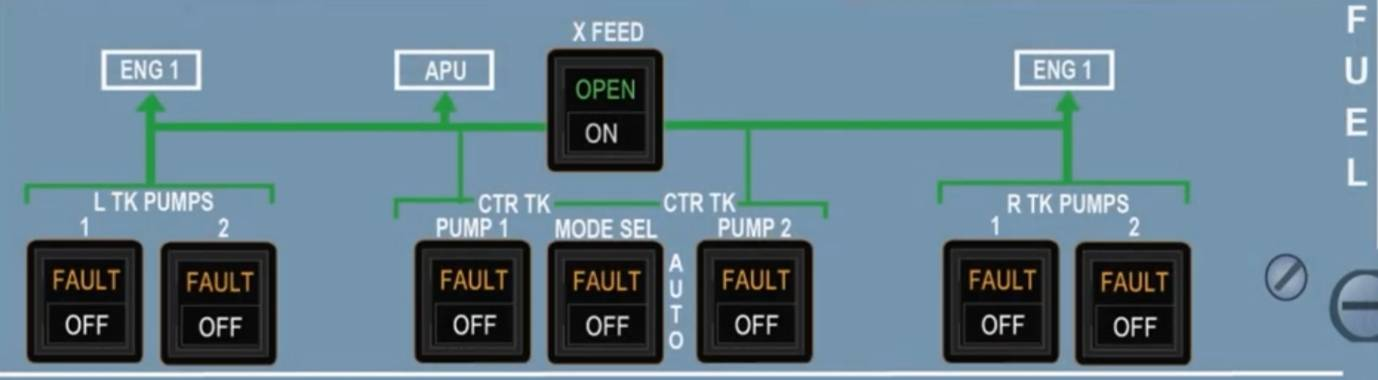 X FEED
ENG 1
APU
OPEN
ON
ENG 1
FUEL
L TK PUMPS
1
2
CTR TK
PUMP 1
MODE SEL
CTR TK
PUMP 2
AUTO
R TK PUMPS
1
2
FAULT
OFF
FAULT
OFF
FAULT
OFF
FAULT
OFF
FAULT
OFF
FAULT
OFF
FAULT
OFF